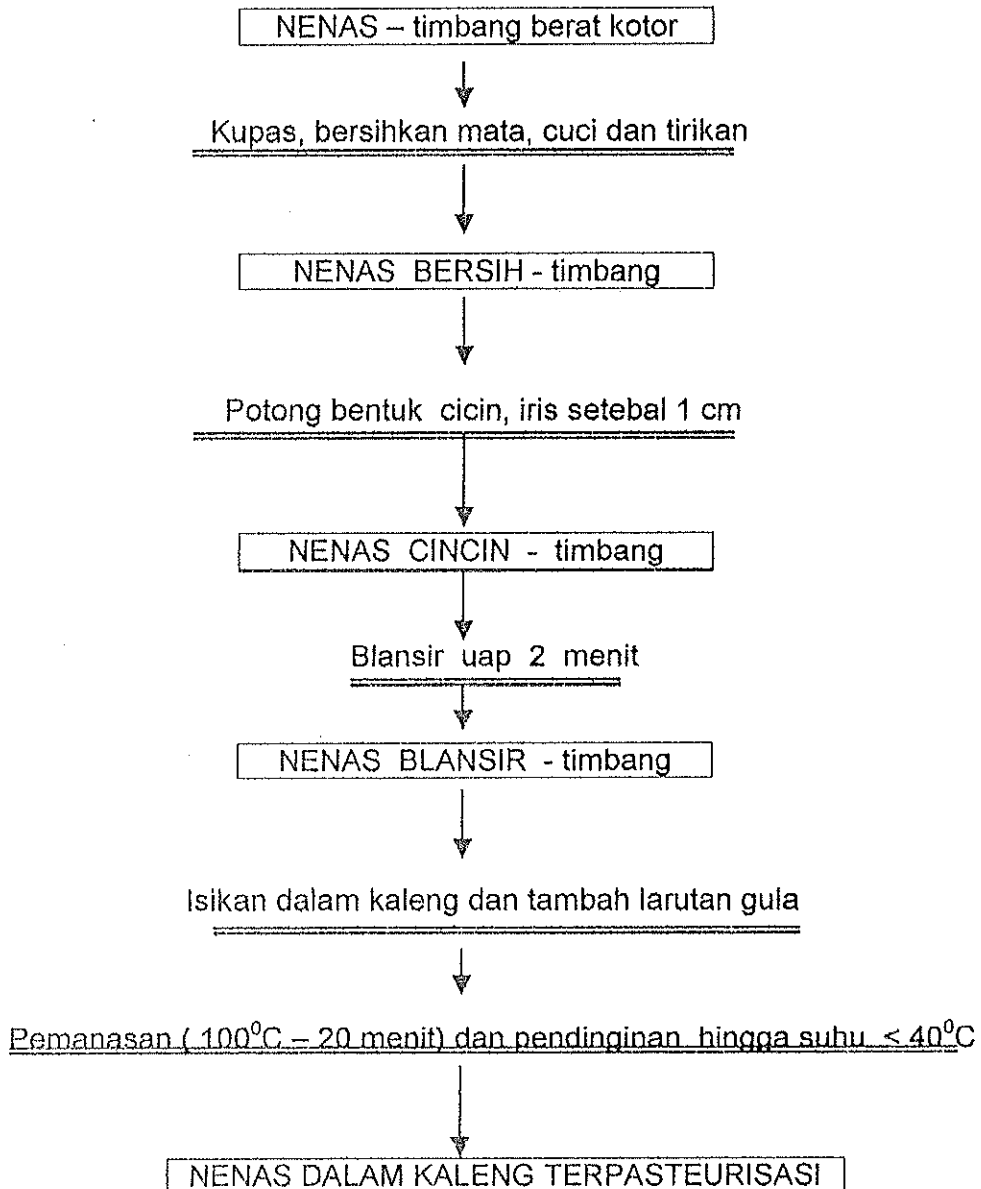 NENAS – timbang berat kotor
Kupas, bersihkan mata, cuci dan tirikan
NENAS BERSIH - timbang
Potong bentuk cicin, iris setebal 1 cm
NENAS CINCIN - timbang
Blansir uap 2 menit
NENAS BLANSIR - timbang
Isikan dalam kaleng dan tambah larutan gula
Pemanasan ( 100⁰C – 20 menit) dan pendinginan hingga suhu < 40⁰C
NENAS DALAM KALENG TERPASTEURISASI